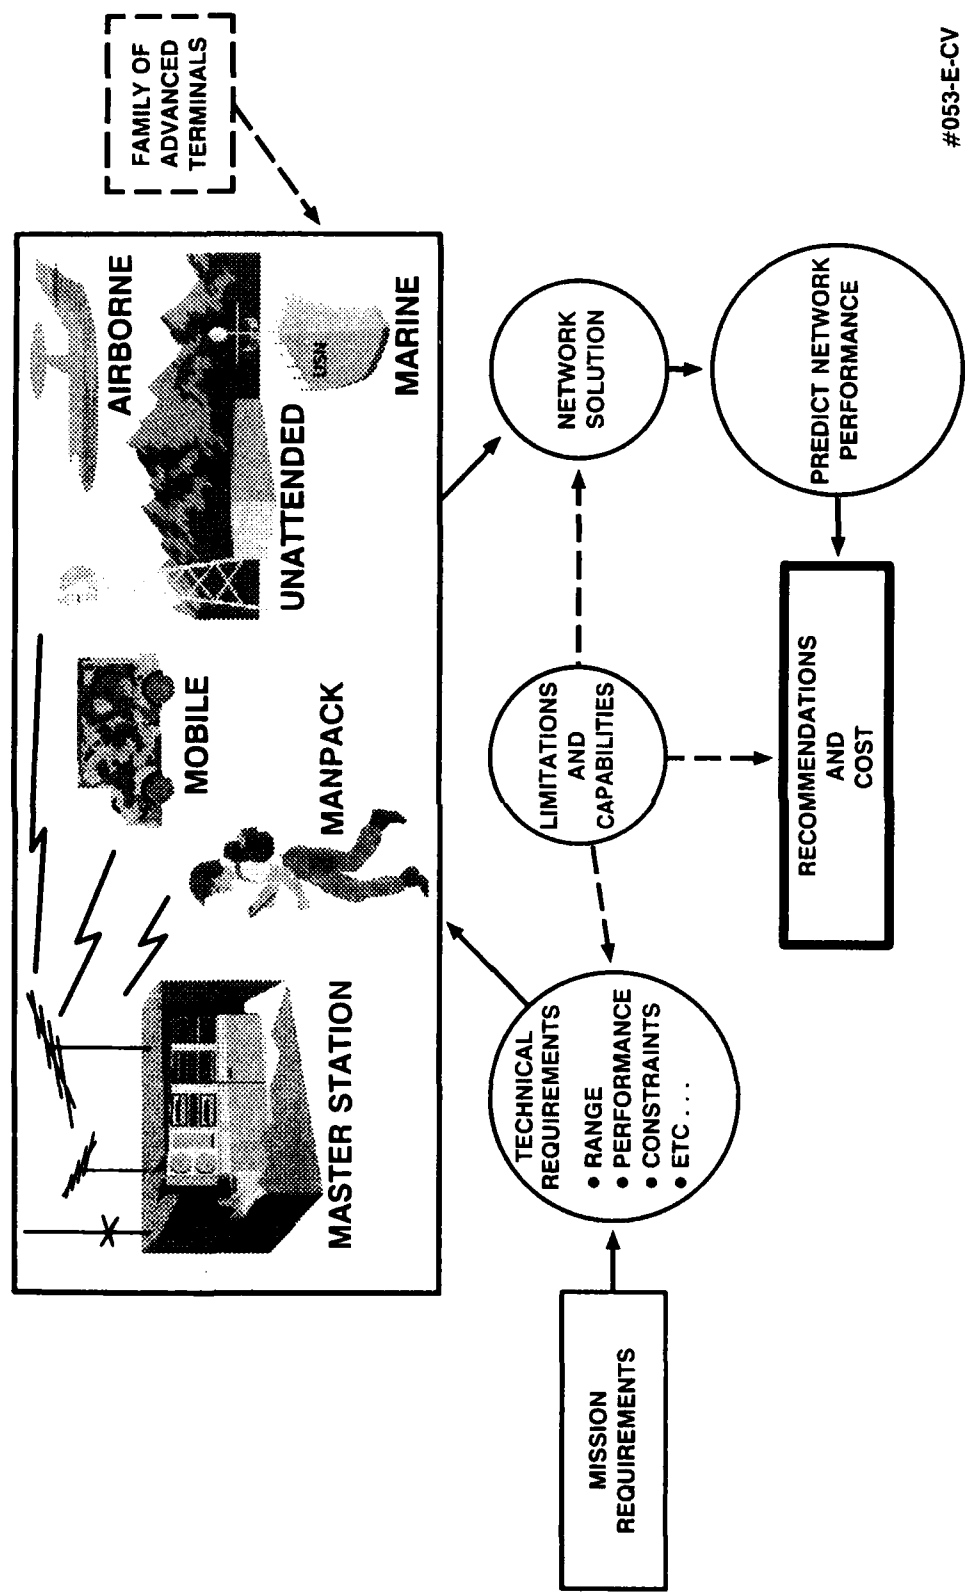 FAMILY OF
ADVANCED
TERMINALS
AIRBORNE
USN
MARINE
UNATTENDED
MOBILE
MANPACK
MASTER STATION
MISSION
REQUIREMENTS
TECHNICAL
REQUIREMENTS
• RANGE
• PERFORMANCE
• CONSTRAINTS
• ETC...
LIMITATIONS
AND
CAPABILITIES
NETWORK
SOLUTION
PREDICT NETWORK
PERFORMANCE
RECOMMENDATIONS
AND
COST
#053-E-CV